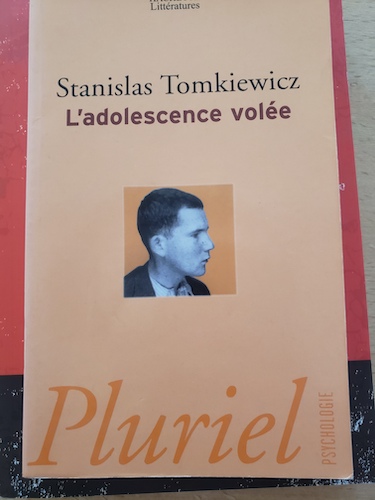 Littératures
Stanislas Tomkiewicz
L'adolescence volée
Pluriel
PSYCHOLOGIE